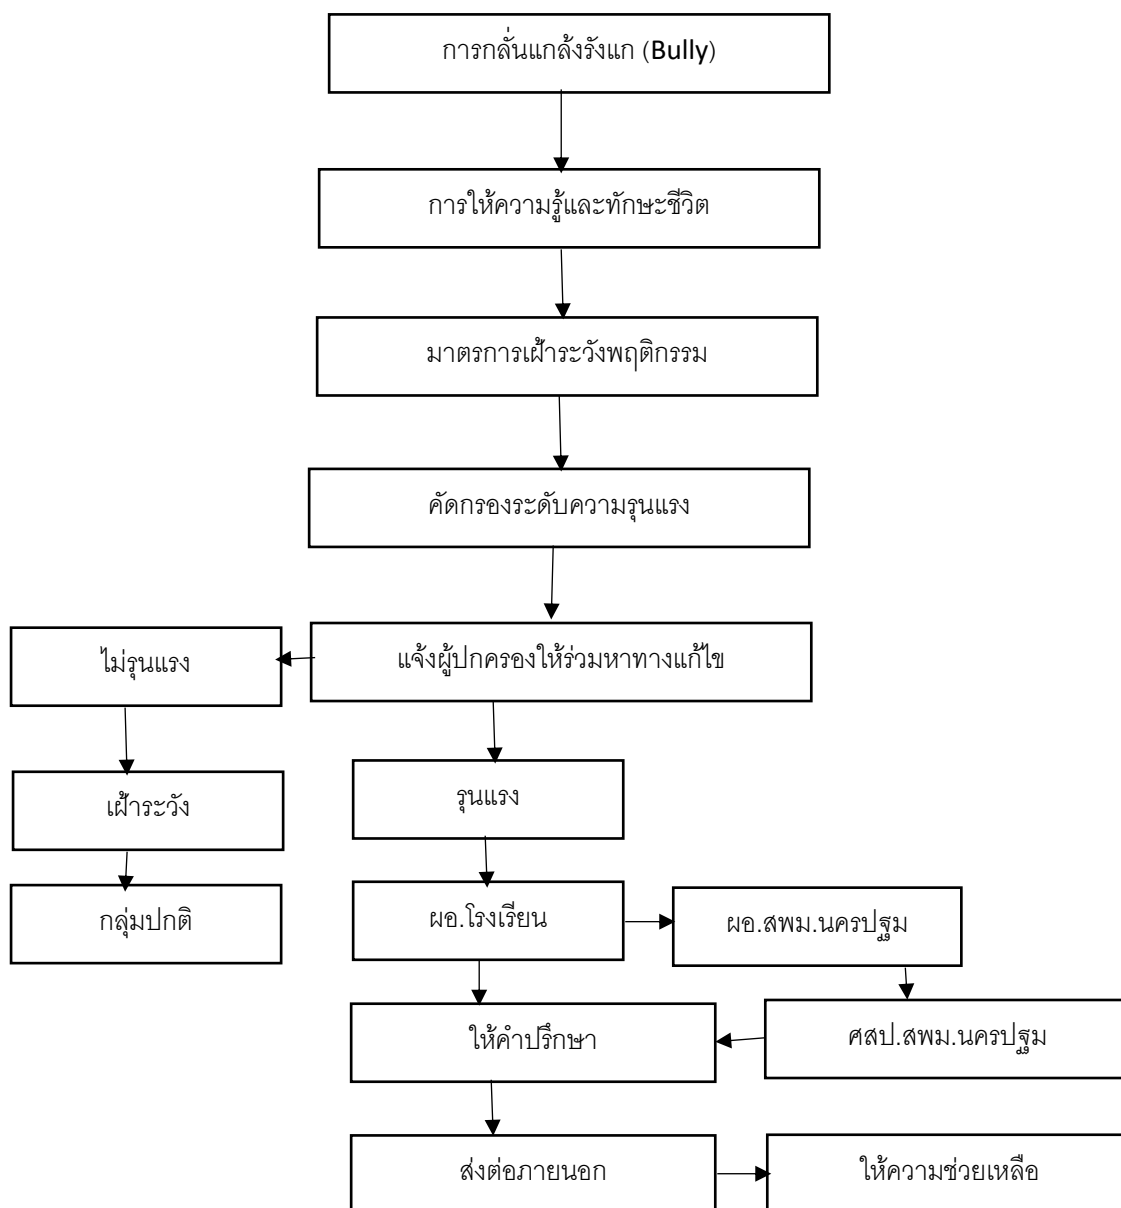 การกลั่นแกล้งรังแก (Bully)
การให้ความรู้และทักษะชีวิต
มาตรการเฝ้าระวังพฤติกรรม
คัดกรองระดับความรุนแรง
ไม่รุนแรง
แจ้งผู้ปกครองให้ร่วมหาทางแก้ไข
เฝ้าระวัง
รุนแรง
กลุ่มปกติ
ผอ.โรงเรียน
ผอ.สพม.นครปฐม
ให้คำปรึกษา
ศสป.สพม.นครปฐม
ส่งต่อภายนอก
ให้ความช่วยเหลือ